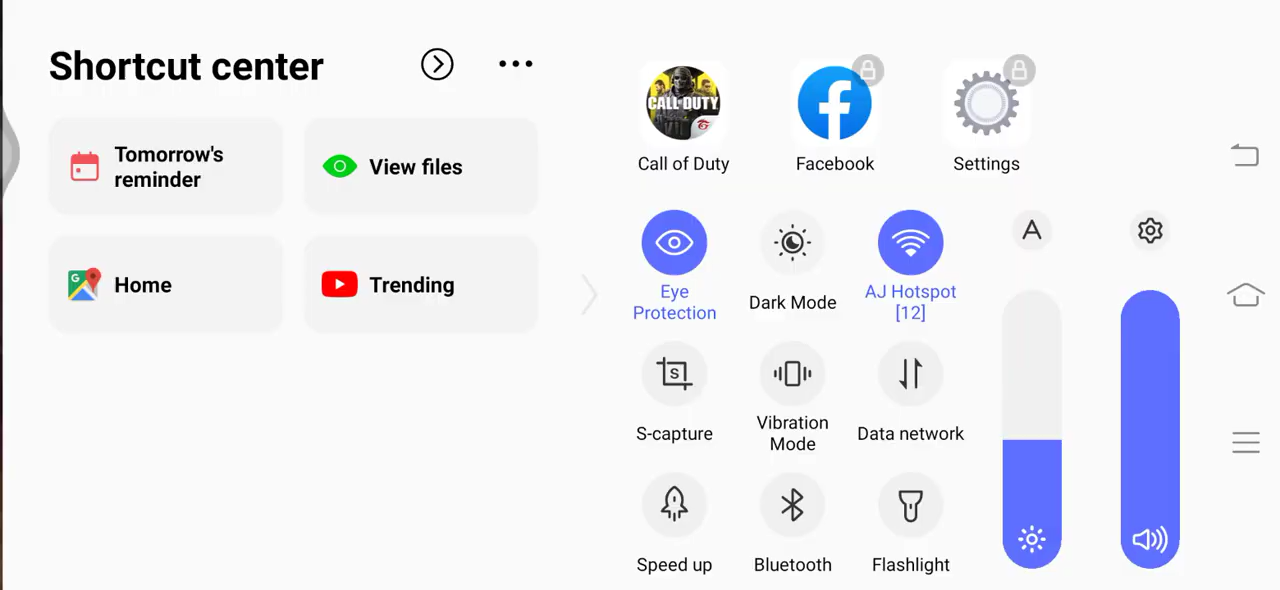 Shortcut center
Tomorrow's
reminder
View files
Home
Trending
CALL OF DUTY
Call of Duty
Facebook
Settings
Eye
Protection
Dark Mode
AJ Hotspot
[12]
A
S
S-capture
Vibration
Mode
Data network
Speed up
Bluetooth
Flashlight